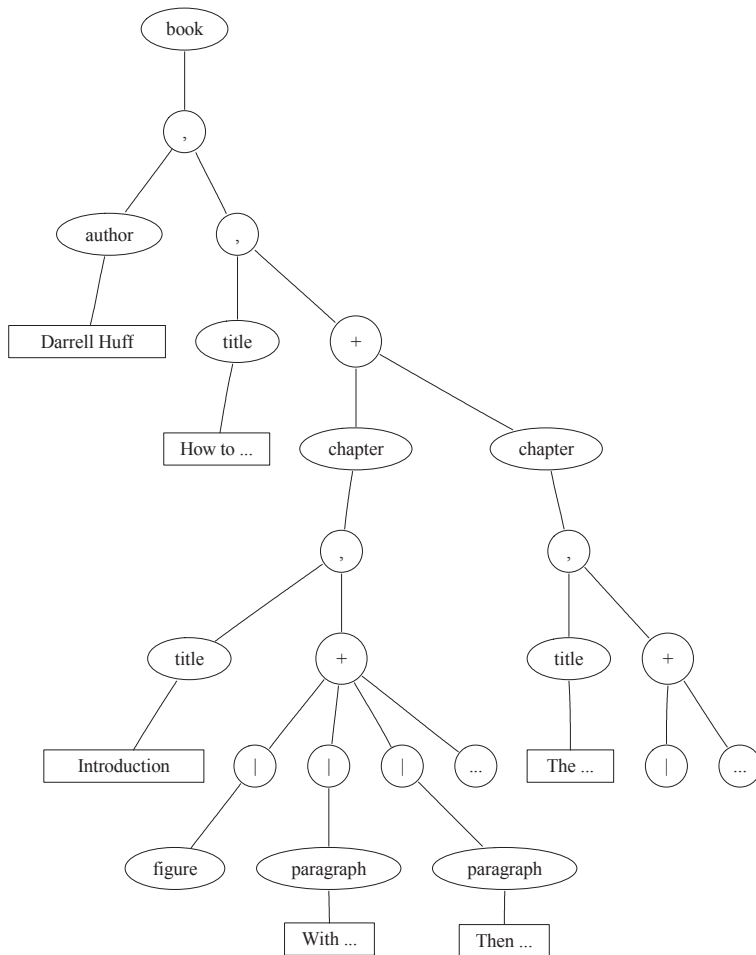 book
,
author
,
Darrell Huff
title
+
How to ...
chapter
chapter
,
,
title
+
title
+
Introduction
|
|
|
...
The ...
|
...
figure
paragraph
paragraph
With ...
Then ...